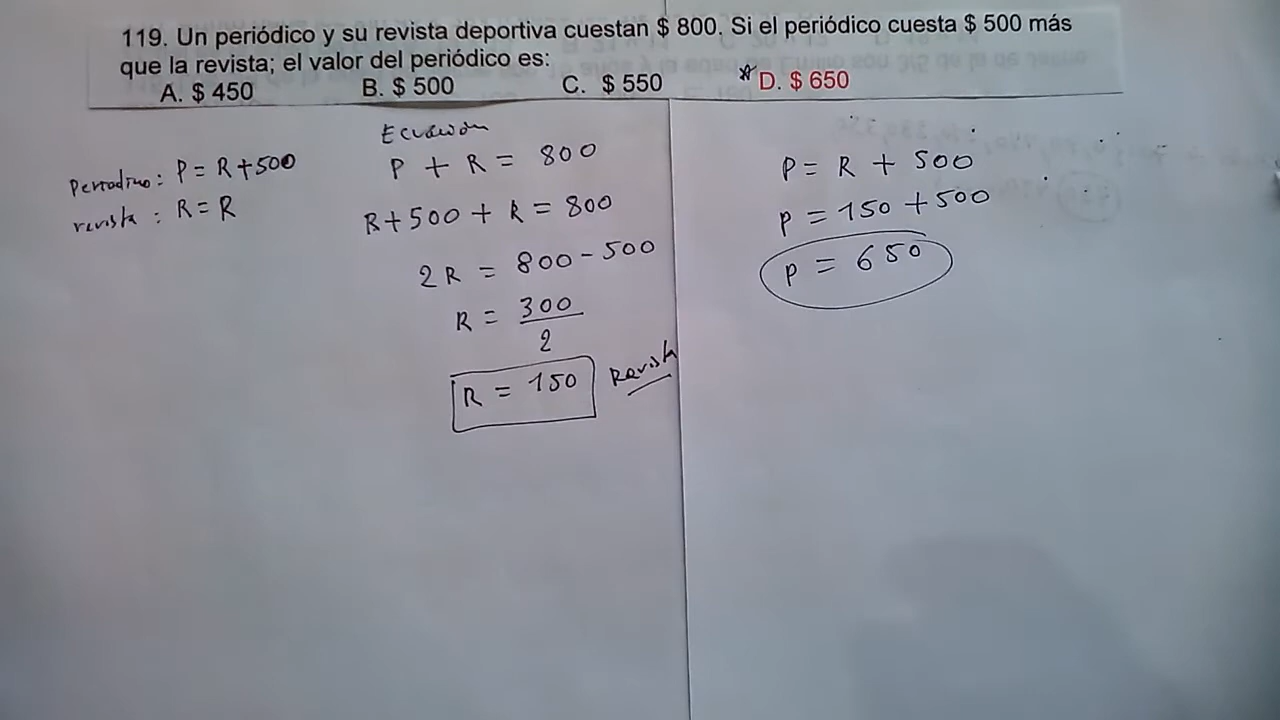 119. Un periódico y su revista deportiva cuestan $ 800. Si el periódico cuesta $ 500 más
que la revista; el valor del periódico es:
A. $ 450 B. $ 500 C. $ 550 * D. $ 650
Periodico: P = R + 500
revista : R = R
Ecuación
P + R = 800
R + 500 + R = 800
2R = 800 - 500
R = 300
2
R = 150 Revista
P = R + 500
P = 150 + 500
P = 650